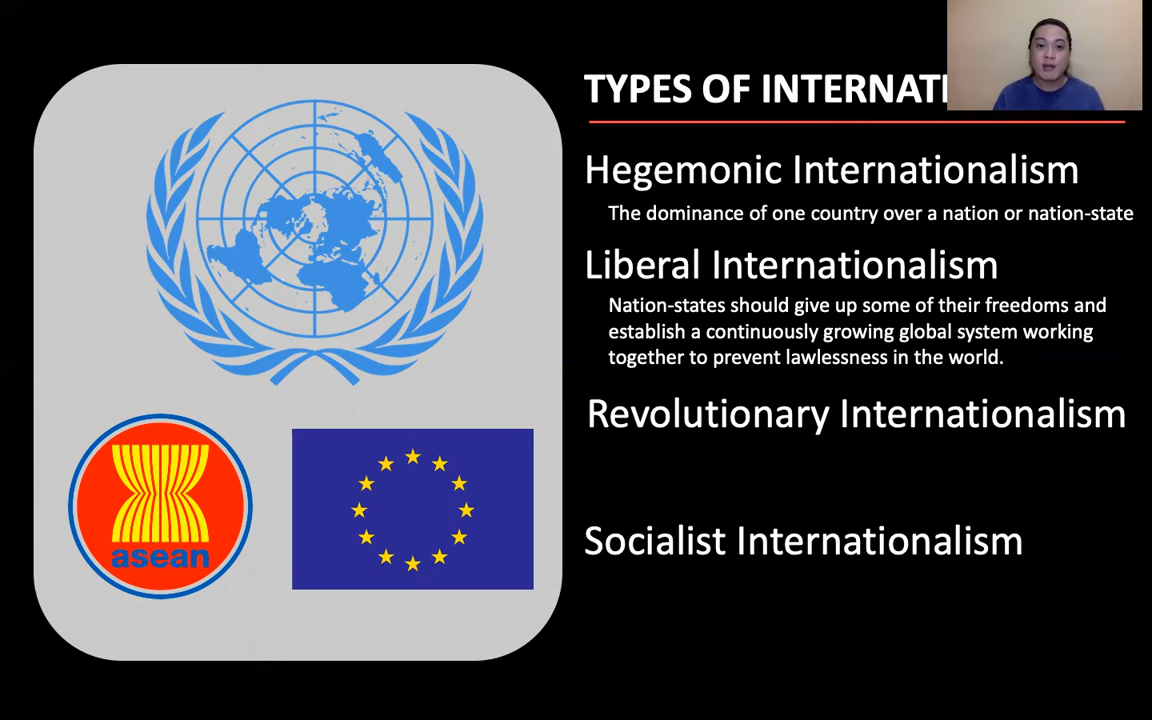 TYPES OF INTERNATI
Hegemonic Internationalism
The dominance of one country over a nation or nation-state
Liberal Internationalism
Nation-states should give up some of their freedoms and
establish a continuously growing global system working
together to prevent lawlessness in the world.
Revolutionary Internationalism
Socialist Internationalism
asean